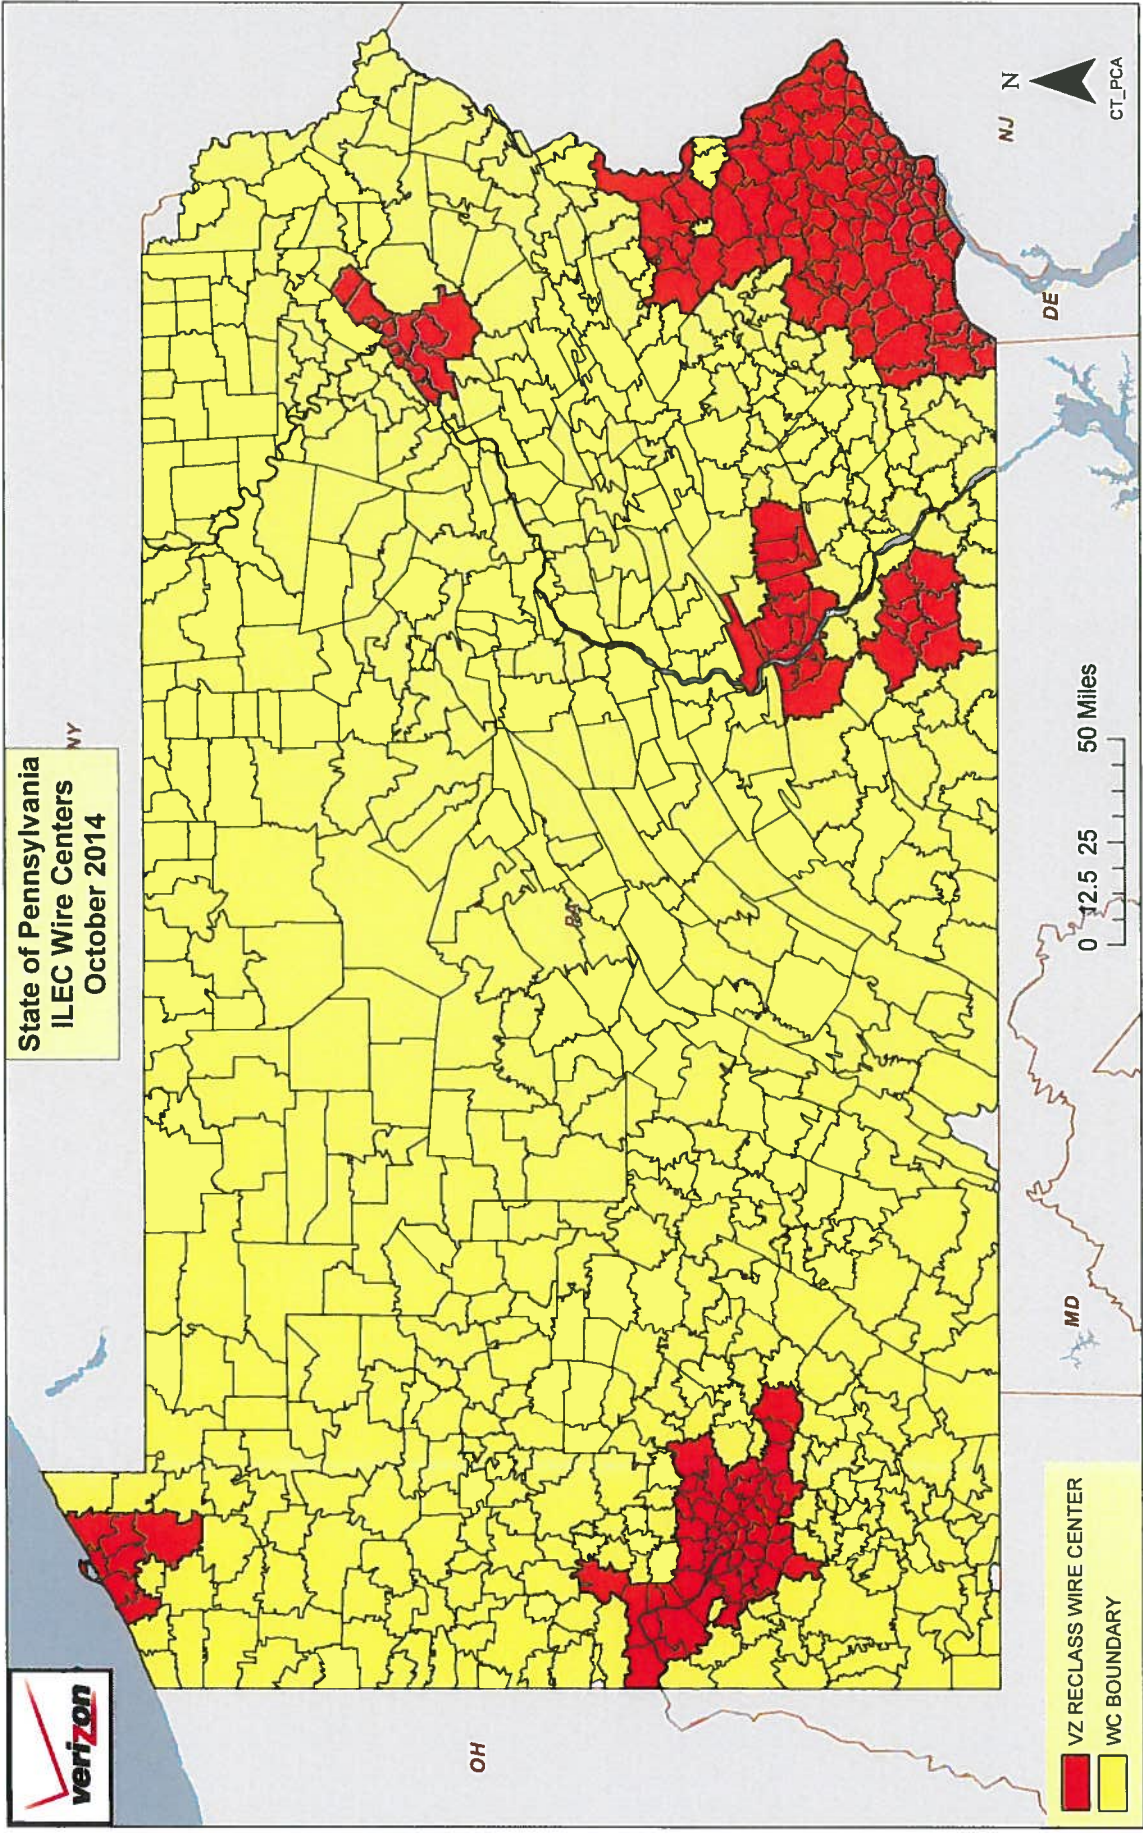 verizon
State of Pennsylvania
ILEC Wire Centers
October 2014
NY
OH
PA
NJ
DE
MD
N
CT_PCA
0 12.5 25 50 Miles
VZ RECLASS WIRE CENTER
WC BOUNDARY